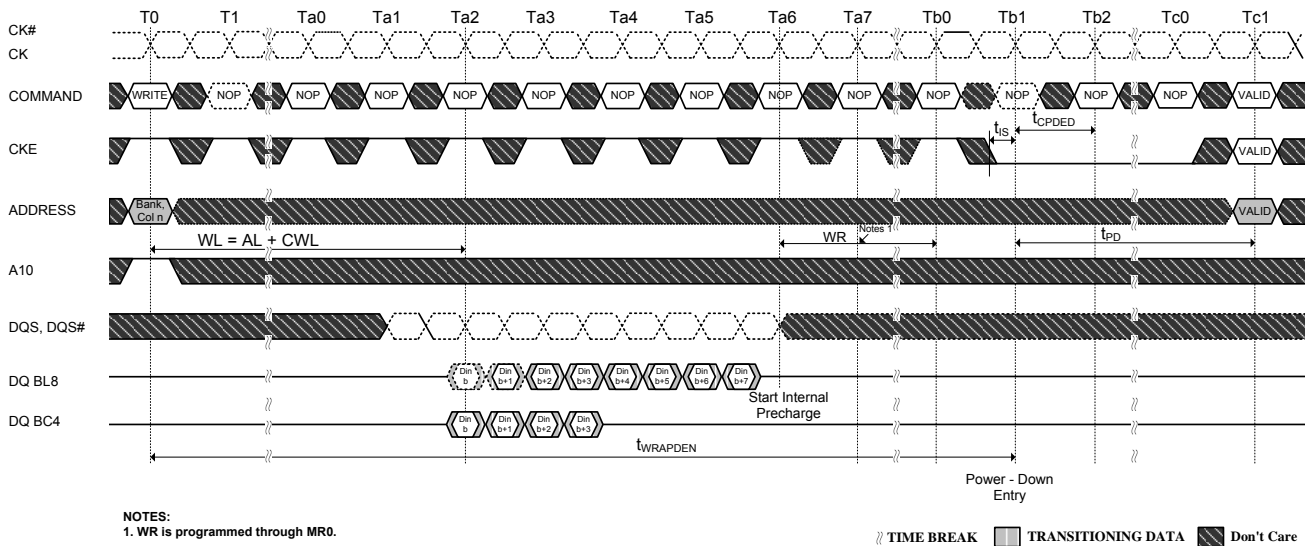 T0 T1 Ta0 Ta1 Ta2 Ta3 Ta4 Ta5 Ta6 Ta7 Tb0 Tb1 Tb2 Tc0 Tc1
CK#
CK
COMMAND WRITE NOP NOP NOP NOP NOP NOP NOP NOP NOP NOP NOP NOP NOP VALID
tIS tCPDED
CKE VALID
ADDRESS Bank, Col n VALID
WL = AL + CWL WR Notes 1 tPD
A10
DQS, DQS#
DQ BL8 Din b Din b+1 Din b+2 Din b+3 Din b+4 Din b+5 Din b+6 Din b+7
Start Internal
Precharge
DQ BC4 Din b Din b+1 Din b+2 Din b+3
tWRAPDEN
Power - Down
Entry
NOTES:
1. WR is programmed through MR0.
TIME BREAK TRANSITIONING DATA Don't Care